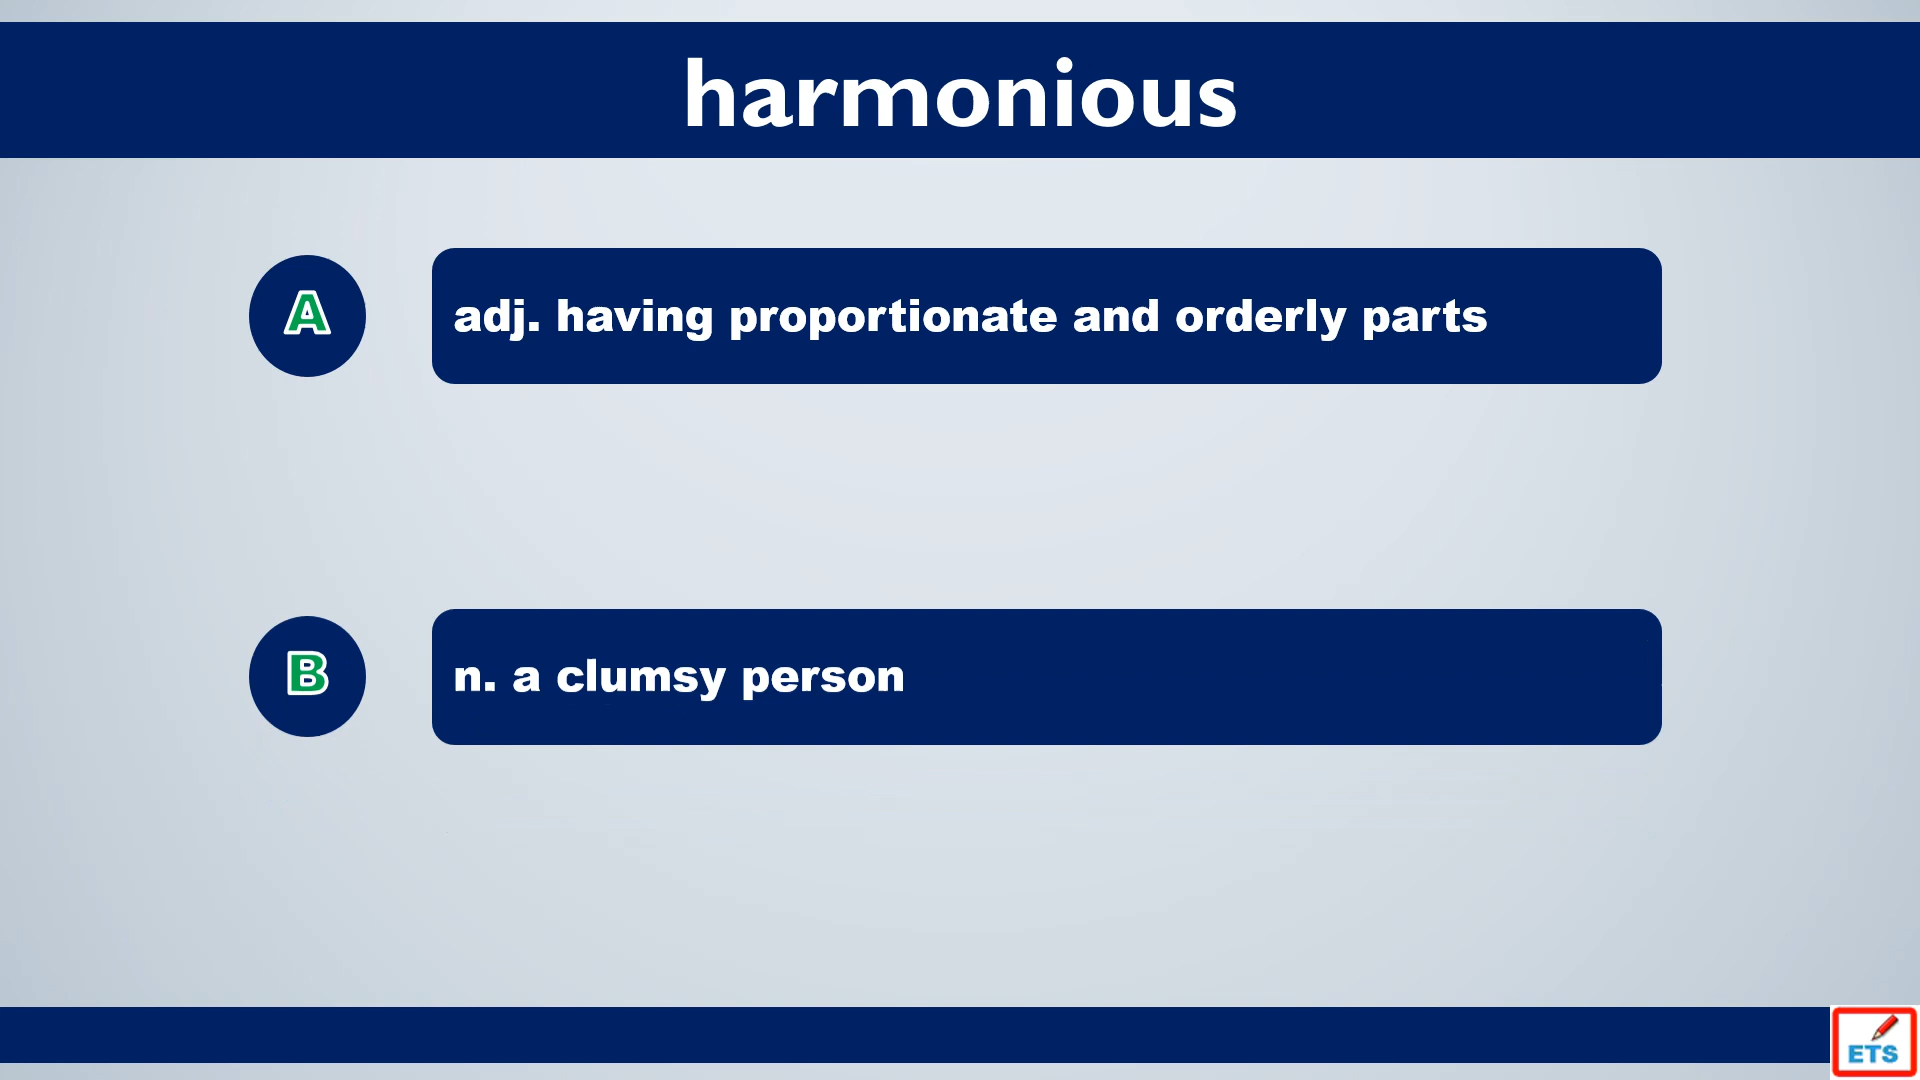 harmonious
A
adj. having proportionate and orderly parts
B
n. a clumsy person
ETS